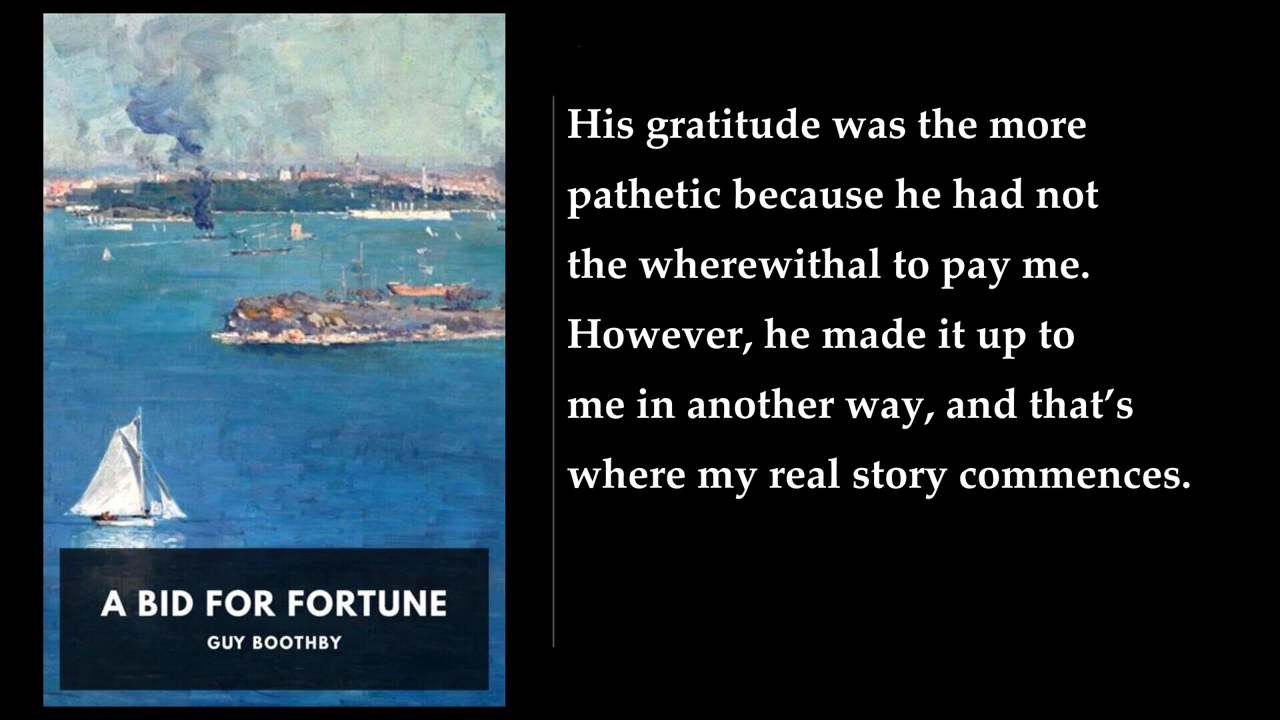 A BID FOR FORTUNE
GUY BOOTHBY
His gratitude was the more
pathetic because he had not
the wherewithal to pay me.
However, he made it up to
me in another way, and that’s
where my real story commences.